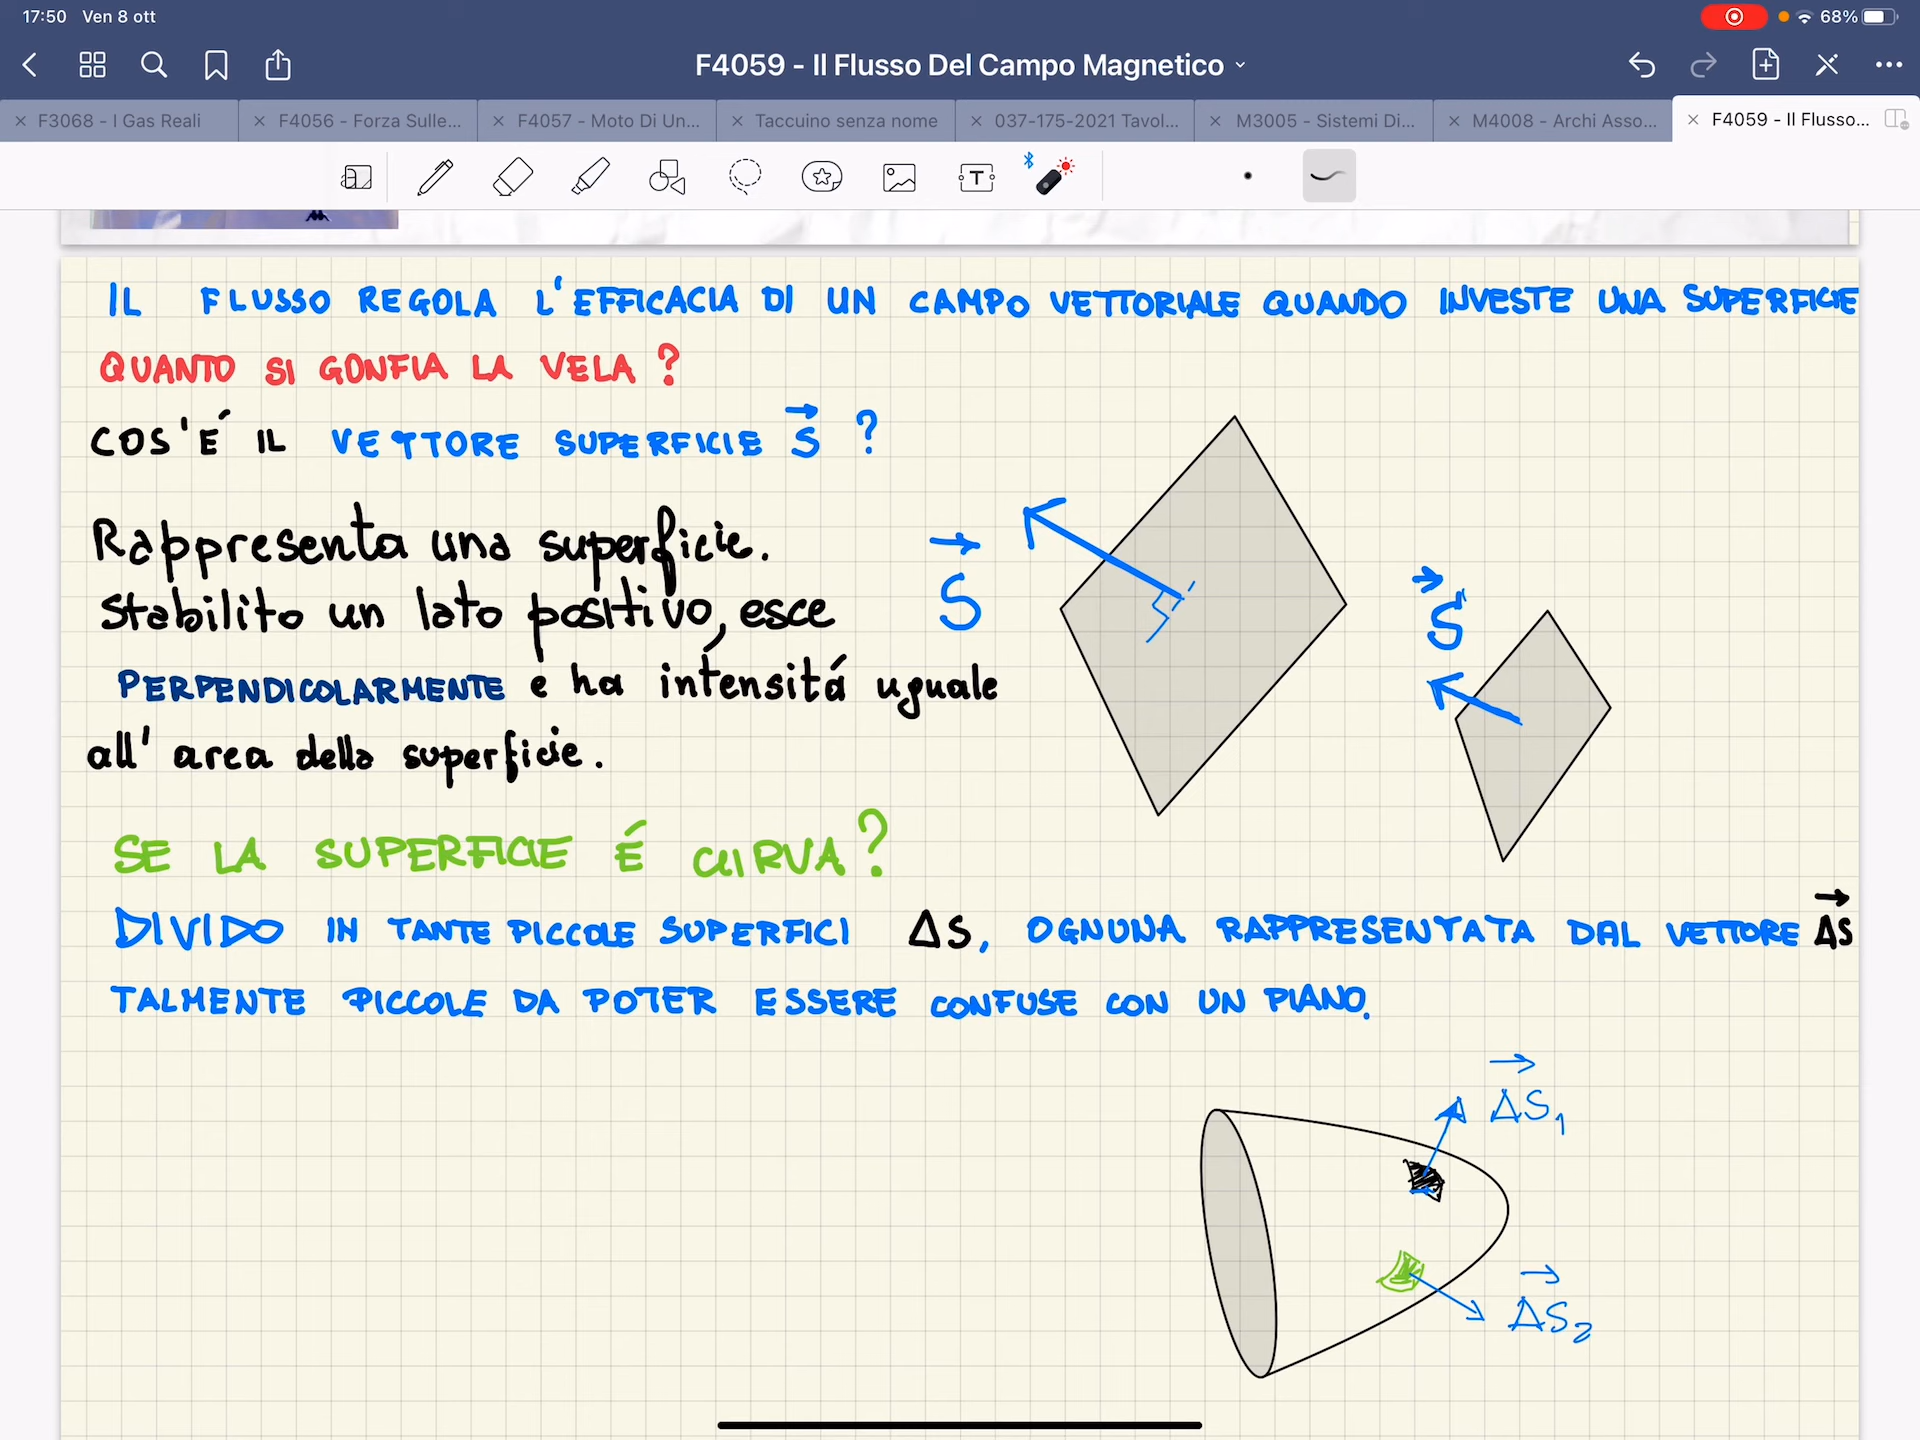 17:50 Ven 8 ott
68%
F4059 - Il Flusso Del Campo Magnetico
F3068 - I Gas Reali
F4056 - Forza Sulle...
F4057 - Moto Di Un...
Taccuino senza nome
037-175-2021 Tavol...
M3005 - Sistemi Di...
M4008 - Archi Asso...
F4059 - Il Flusso...
IL FLUSSO REGOLA L'EFFICACIA DI UN CAMPO VETTORIALE QUANDO INVESTE UNA SUPERFICIE
QUANTO SI GONFIA LA VELA ?
COS'É IL VETTORE SUPERFICIE S⃗ ?
Rappresenta una superficie.
Stabilito un lato positivo, esce
PERPENDICOLARMENTE e ha intensitá uguale
all' area della superficie.
S⃗
S⃗
SE LA SUPERFICIE É CURVA?
DIVIDO IN TANTE PICCOLE SUPERFICI ΔS, OGNUNA RAPPRESENTATA DAL VETTORE ΔS⃗
TALMENTE PICCOLE DA POTER ESSERE CONFUSE CON UN PIANO.
ΔS⃗₁
ΔS⃗₂